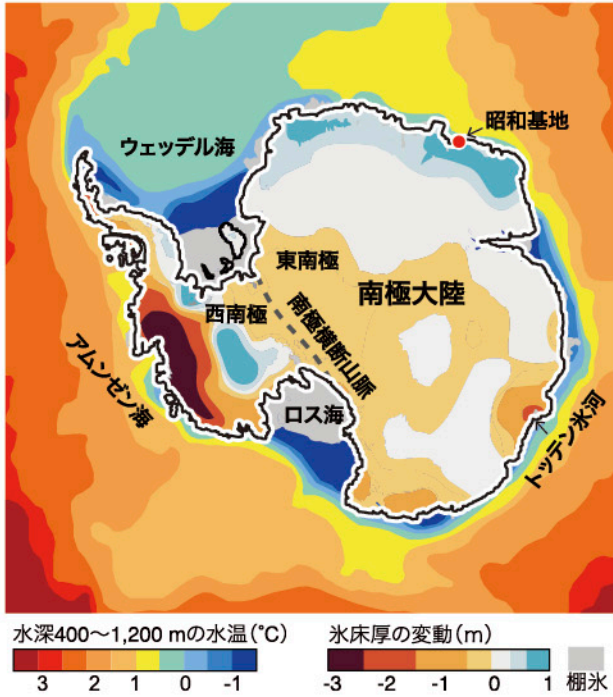 昭和基地
ウェッデル海
東南極
南極大陸
西南極
南極横断山脈
アムンゼン海
ロス海
トッテン氷河
水深400〜1,200 mの水温(°C)
3 2 1 0 -1
氷床厚の変動(m)
-3 -2 -1 0 1
棚氷